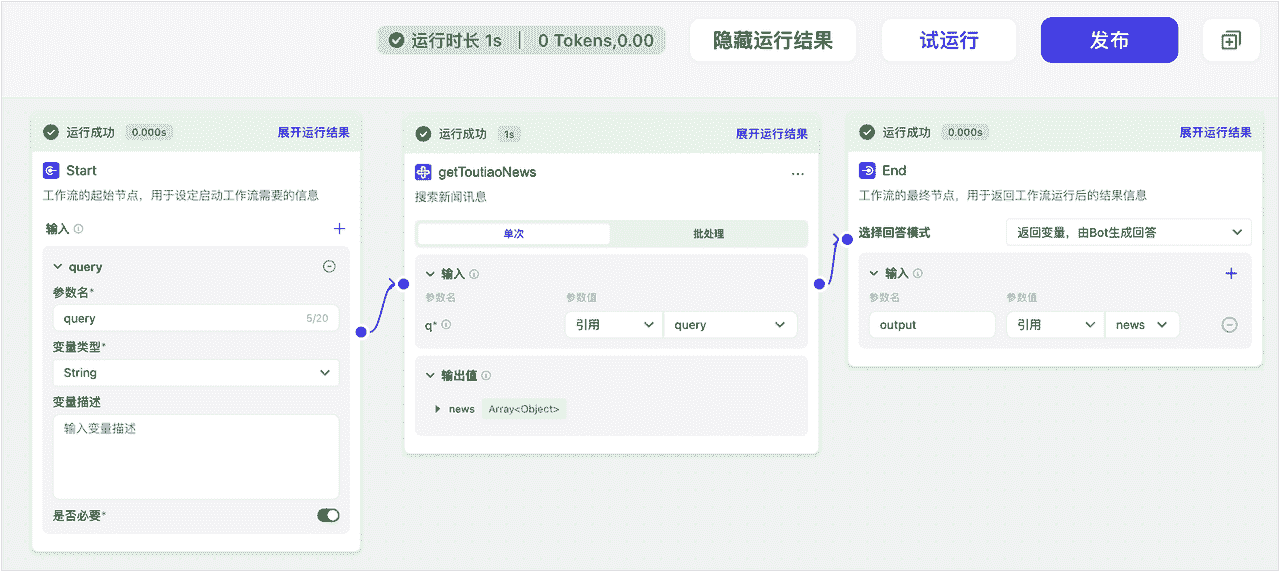 运行时长 1s | 0 Tokens,0.00
隐藏运行结果
试运行
发布
运行成功 0.000s 展开运行结果
Start
工作流的起始节点，用于设定启动工作流需要的信息
输入
query
参数名*
query 5/20
变量类型*
String
变量描述
输入变量描述
是否必要*
运行成功 1s 展开运行结果
getToutiaoNews ...
搜索新闻讯息
单次 批处理
输入
参数名 参数值
q* 引用 query
输出值
news Array<Object>
运行成功 0.000s 展开运行结果
End
工作流的最终节点，用于返回工作流运行后的结果信息
选择回答模式 返回变量，由Bot生成回答
输入
参数名 参数值
output 引用 news